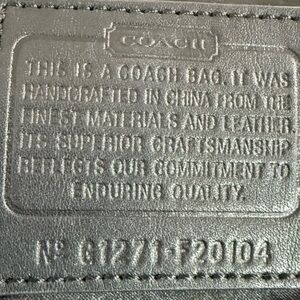 COACH
THIS IS A COACH BAG. IT WAS
HANDCRAFTED IN CHINA FROM THE
FINEST MATERIALS AND LEATHER.
ITS SUPERIOR CRAFTSMANSHIP
REFLECTS OUR COMMITMENT TO
ENDURING QUALITY.
Nº G1271-F20104